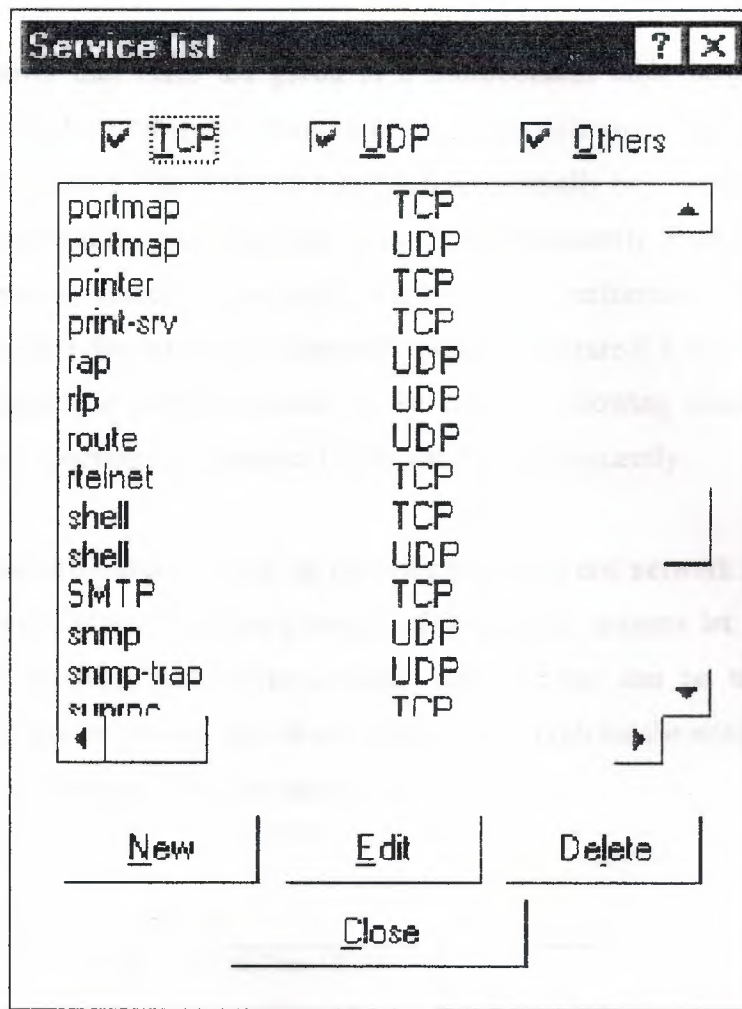 Service list ? X
TCP UDP Others
portmap TCP
portmap UDP
printer TCP
print-srv TCP
rap UDP
rlp UDP
route UDP
rtelnet TCP
shell TCP
shell UDP
SMTP TCP
snmp UDP
snmp-trap UDP
TCP
New Edit Delete
Close